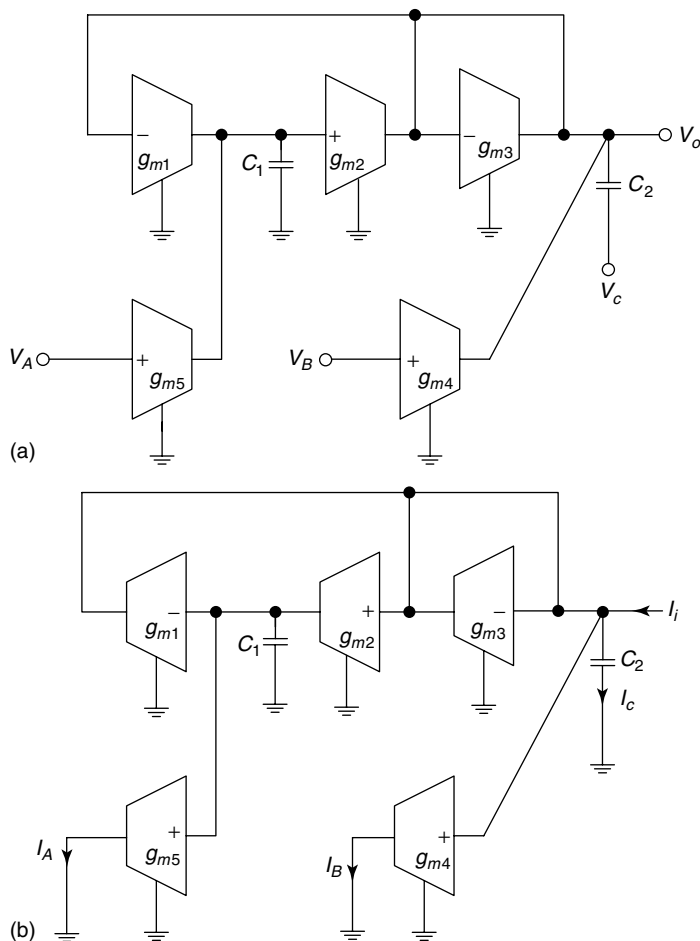 g_m1
C_1
g_m2
g_m3
V_o
C_2
V_c
V_A
g_m5
V_B
g_m4
(a)
I_i
g_m1
C_1
g_m2
g_m3
C_2
I_c
I_A
g_m5
I_B
g_m4
(b)